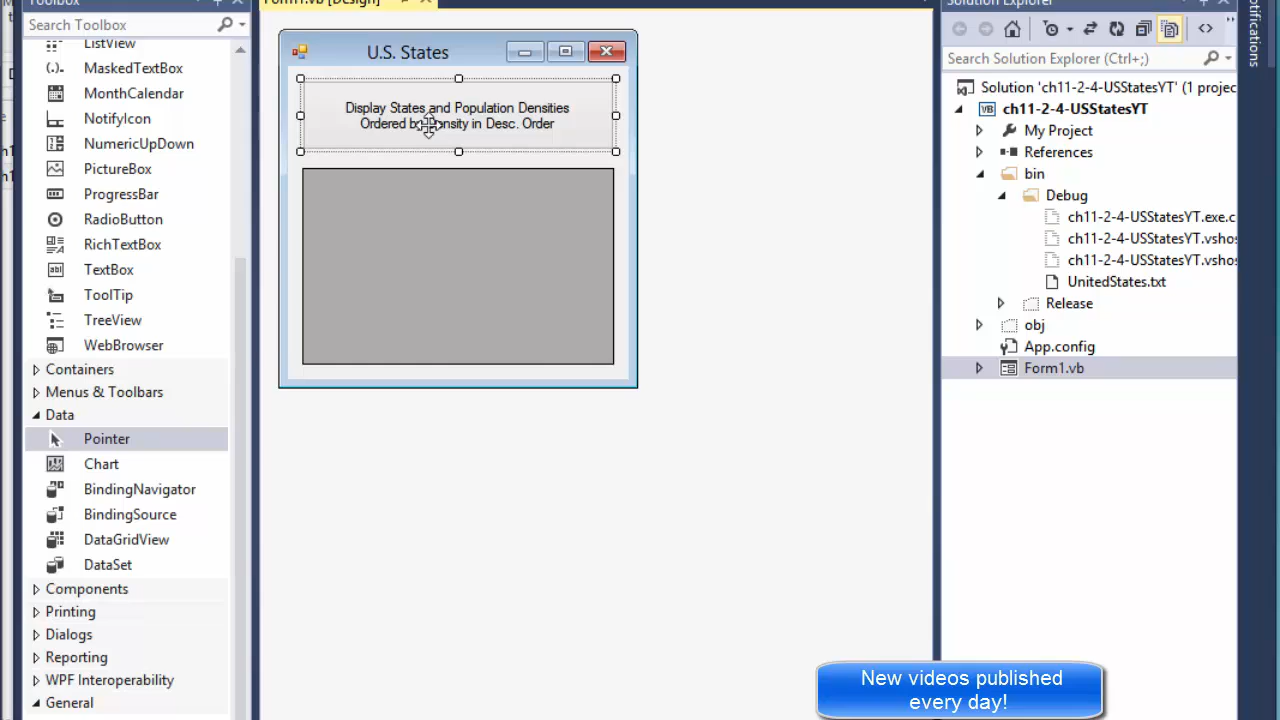 Toolbox
Search Toolbox
ListView
MaskedTextBox
MonthCalendar
NotifyIcon
NumericUpDown
PictureBox
ProgressBar
RadioButton
RichTextBox
TextBox
ToolTip
TreeView
WebBrowser
Containers
Menus & Toolbars
Data
Pointer
Chart
BindingNavigator
BindingSource
DataGridView
DataSet
Components
Printing
Dialogs
Reporting
WPF Interoperability
General
Form1.vb [Design]
U.S. States
Display States and Population Densities
Ordered by Density in Desc. Order
Solution Explorer
Search Solution Explorer (Ctrl+;)
Solution 'ch11-2-4-USStatesYT' (1 projec
ch11-2-4-USStatesYT
My Project
References
bin
Debug
ch11-2-4-USStatesYT.exe.c
ch11-2-4-USStatesYT.vshos
ch11-2-4-USStatesYT.vshos
UnitedStates.txt
Release
obj
App.config
Form1.vb
otifications
New videos published
every day!